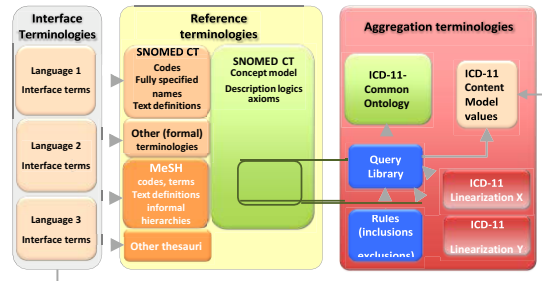 Interface
Terminologies
Language 1
Interface terms
Language 2
Interface terms
Language 3
Interface terms
Reference
terminologies
SNOMED CT
Codes
Fully specified
names
Text definitions
Other (formal)
terminologies
MeSH
codes, terms
Text definitions
informal
hierarchies
Other thesauri
SNOMED CT
Concept model
Description logics
axioms
Aggregation terminologies
ICD-11-
Common
Ontology
ICD-11
Content
Model
values
Query
Library
Rules
(inclusions
exclusions)
ICD-11
Linearization X
ICD-11
Linearization Y